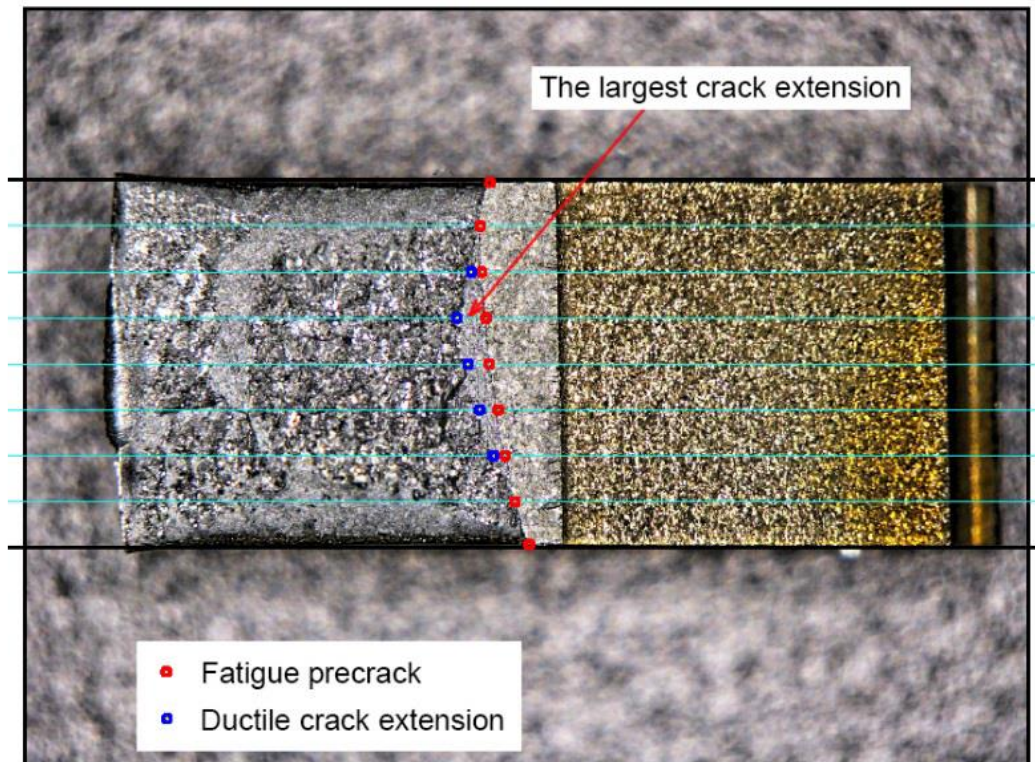 The largest crack extension
Fatigue precrack
Ductile crack extension